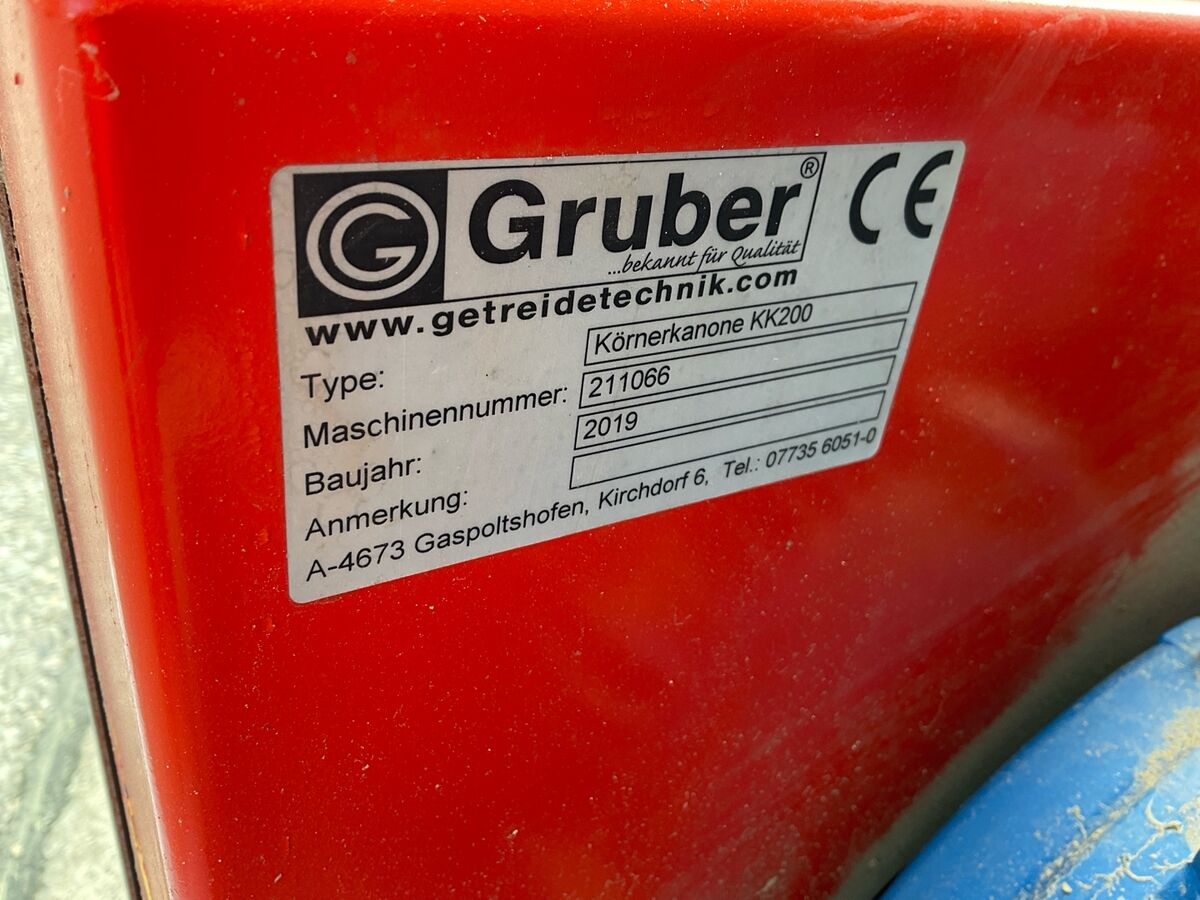 G Gruber® CE
...bekannt für Qualität
www.getreidetechnik.com
Type: Körnerkanone KK200
Maschinennummer: 211066
Baujahr: 2019
Anmerkung:
A-4673 Gaspoltshofen, Kirchdorf 6, Tel.: 07735 6051-0